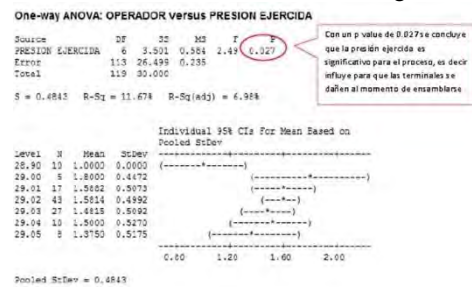 One-way ANOVA: OPERADOR versus PRESION EJERCIDA
Source DF SS MS F P
PRESION EJERCIDA 6 3.501 0.584 2.49 0.027
Error 113 26.499 0.235
Total 119 30.000
S = 0.4843 R-Sq = 11.67% R-Sq(adj) = 6.98%
Con un p value de 0.027 se concluye
que la presión ejercida es
significativo para el proceso, es decir
influye para que las terminales se
dañen al momento de ensamblarse
Individual 95% CIs For Mean Based on
Pooled StDev
Level N Mean StDev
28.90 10 1.0000 0.0000
29.00 5 1.8000 0.4472
29.01 17 1.5882 0.5073
29.02 43 1.5814 0.4992
29.03 27 1.4815 0.5092
29.04 10 1.5000 0.5270
29.05 8 1.3750 0.5175
0.80 1.20 1.60 2.00
Pooled StDev = 0.4843